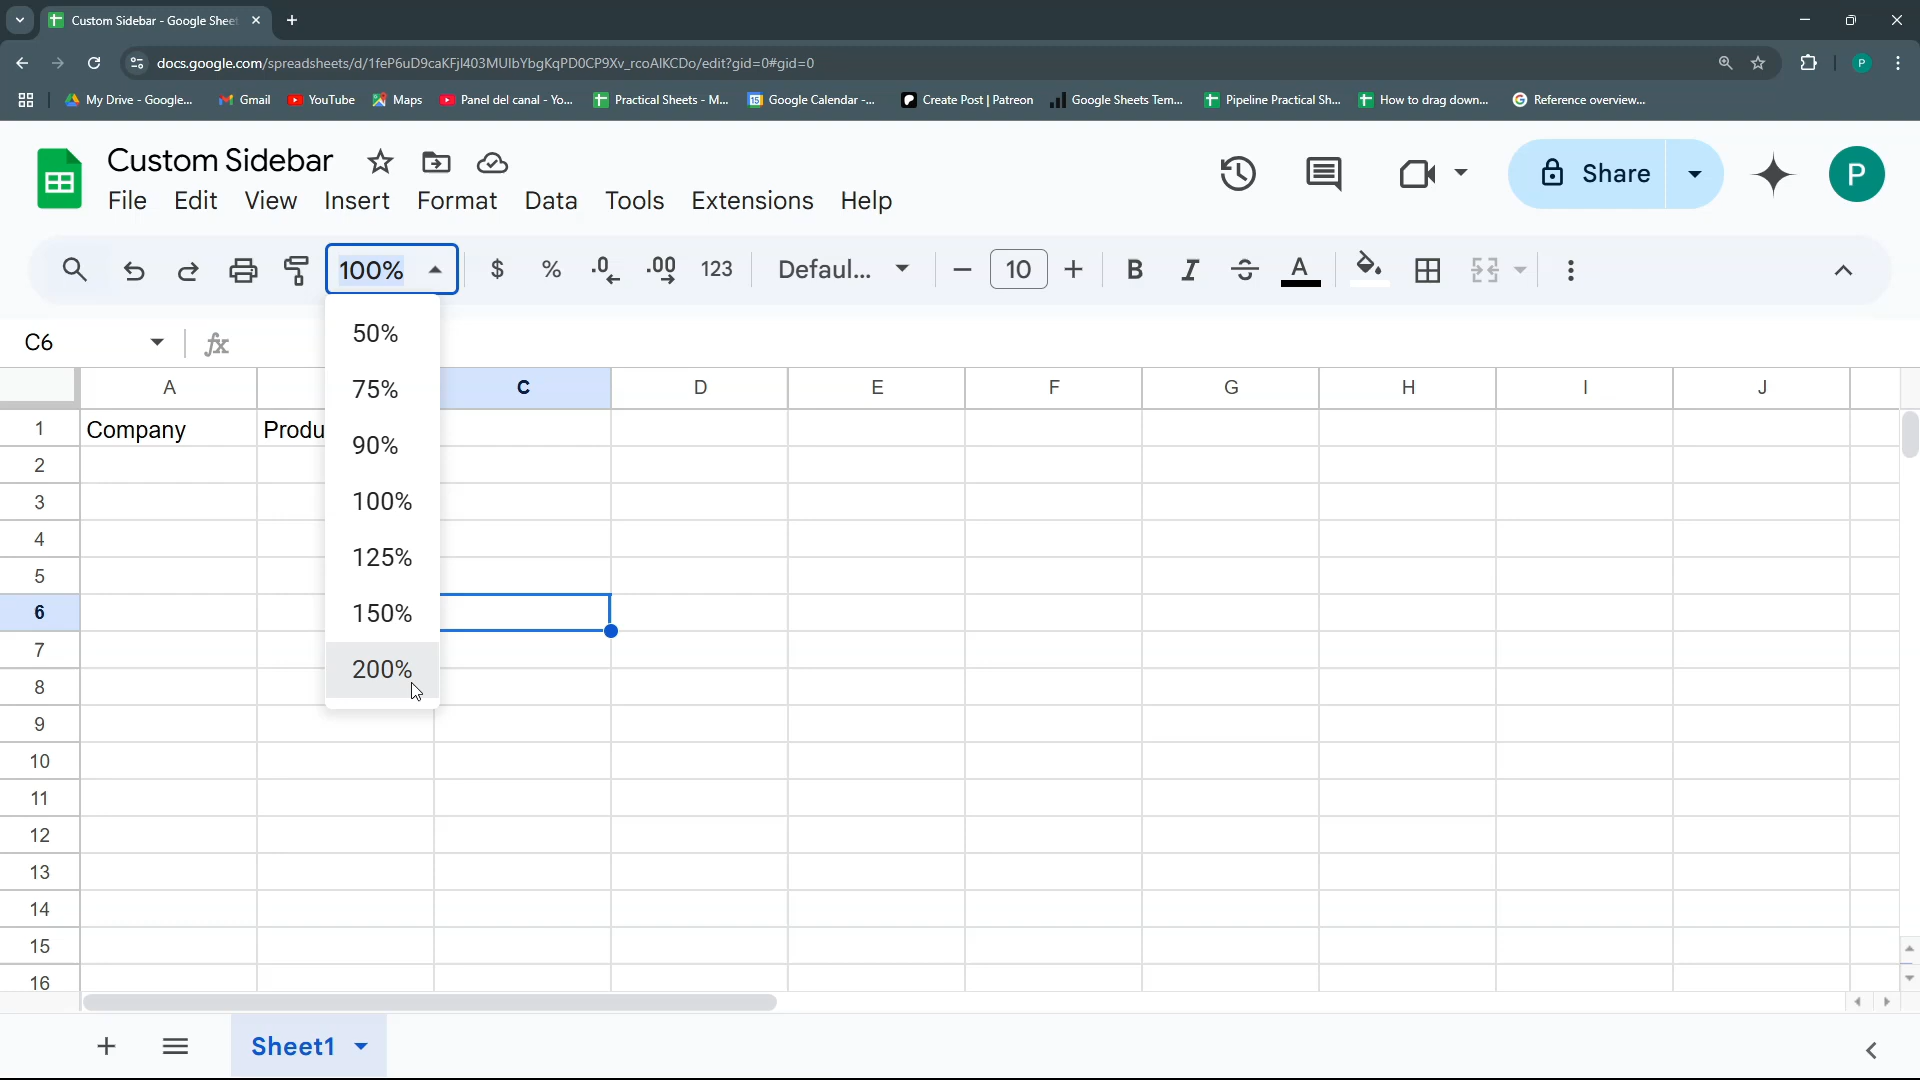 Custom Sidebar - Google Shee
docs.google.com/spreadsheets/d/1feP6uD9caKFjl403MUIbYbgKqPD0CP9Xv_rcoAIKCDo/edit?gid=0#gid=0
P
My Drive - Google...
Gmail
YouTube
Maps
Panel del canal - Yo...
Practical Sheets - M...
Google Calendar -...
Create Post | Patreon
Google Sheets Tem...
Pipeline Practical Sh...
How to drag down...
Reference overview...
Custom Sidebar
File Edit View Insert Format Data Tools Extensions Help
Share
P
100%
$ % .0 .00 123
Defaul...
10
B I S A
C6
fx
50%
75%
90%
100%
125%
150%
200%
A C D E F G H I J
1 Company Produ
2
3
4
5
6
7
8
9
10
11
12
13
14
15
16
Sheet1